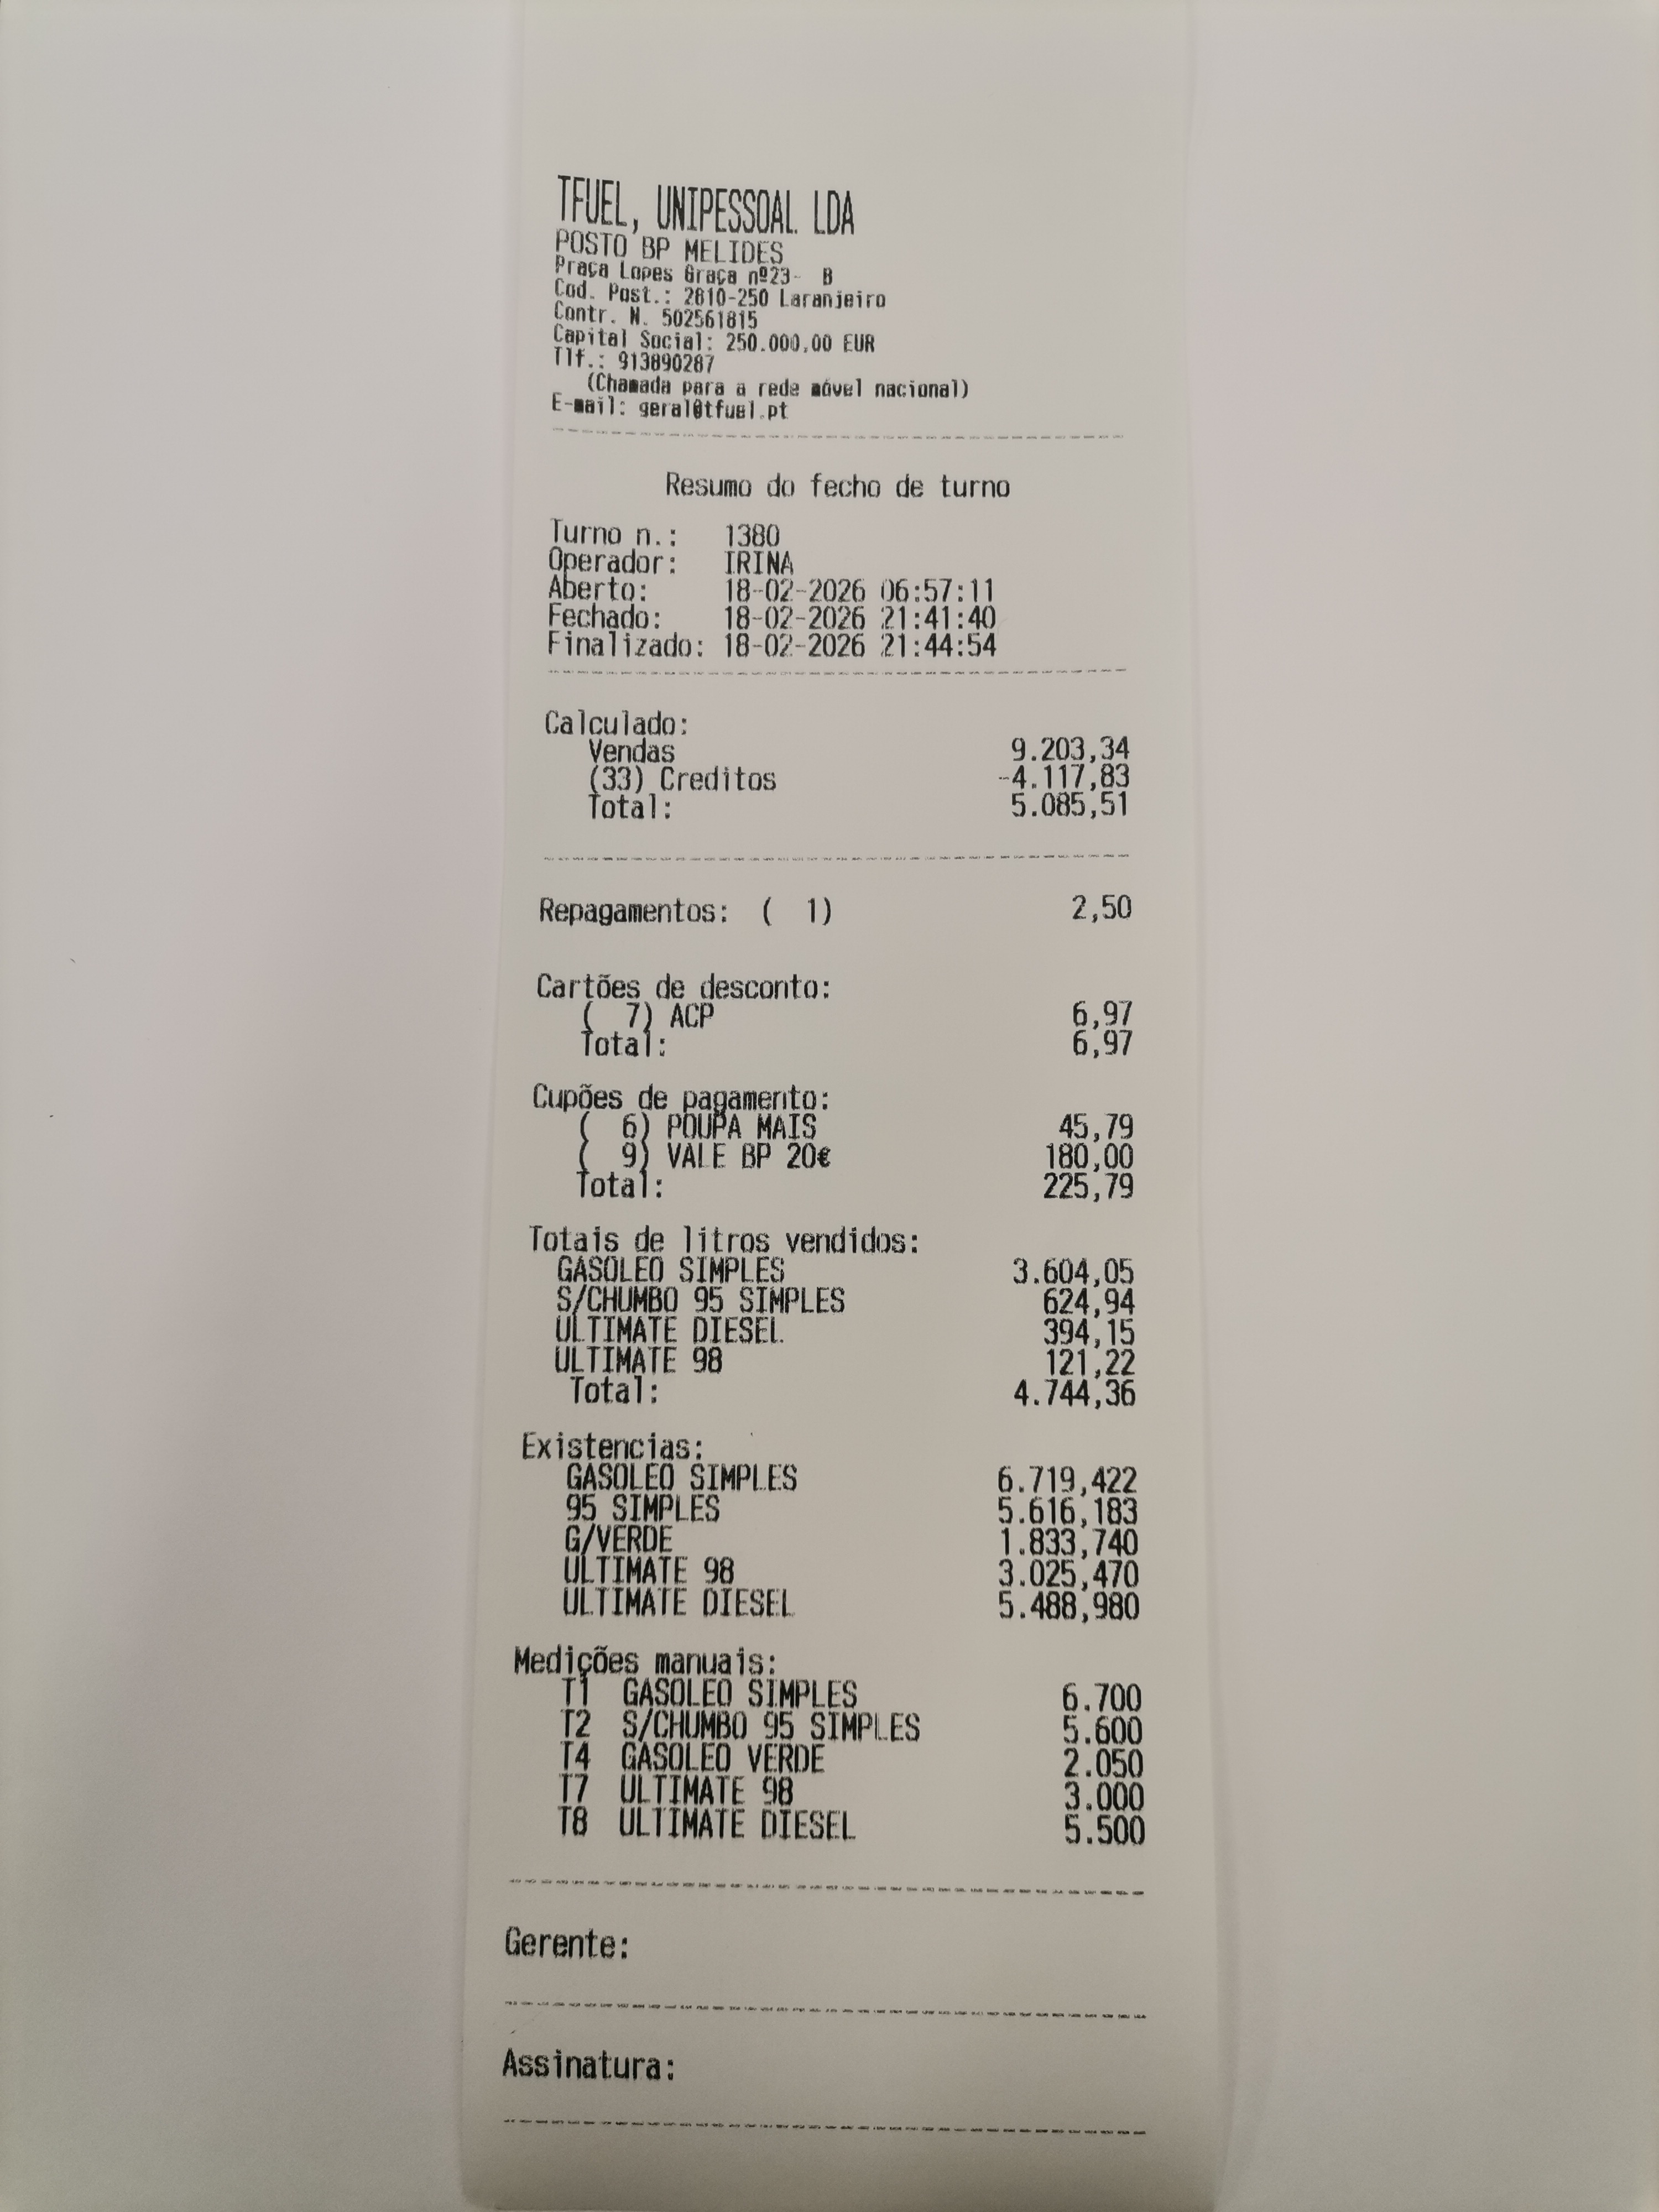 TFUEL, UNIPESSOAL LDA
POSTO BP MELIDES
Praça Lopes Graça nº23- B
Cod. Post.: 2810-250 Laranjeiro
Contr. N. 502561815
Capital Social: 250.000,00 EUR
Tlf.: 913890287
(Chamada para a rede móvel nacional)
E-mail: geral@tfuel.pt
Resumo do fecho de turno
Turno n.: 1380
Operador: IRINA
Aberto: 18-02-2026 06:57:11
Fechado: 18-02-2026 21:41:40
Finalizado: 18-02-2026 21:44:54
Calculado:
Vendas 9.203,34
(33) Creditos -4.117,83
Total: 5.085,51
Repagamentos: ( 1) 2,50
Cartões de desconto:
( 7) ACP 6,97
Total: 6,97
Cupões de pagamento:
( 6) POUPA MAIS 45,79
( 9) VALE BP 20€ 180,00
Total: 225,79
Totais de litros vendidos:
GASOLEO SIMPLES 3.604,05
S/CHUMBO 95 SIMPLES 624,94
ULTIMATE DIESEL 394,15
ULTIMATE 98 121,22
Total: 4.744,36
Existencias:
GASOLEO SIMPLES 6.719,422
95 SIMPLES 5.616,183
G/VERDE 1.833,740
ULTIMATE 98 3.025,470
ULTIMATE DIESEL 5.488,980
Medições manuais:
T1 GASOLEO SIMPLES 6.700
T2 S/CHUMBO 95 SIMPLES 5.600
T4 GASOLEO VERDE 2.050
T7 ULTIMATE 98 3.000
T8 ULTIMATE DIESEL 5.500
Gerente:
Assinatura: